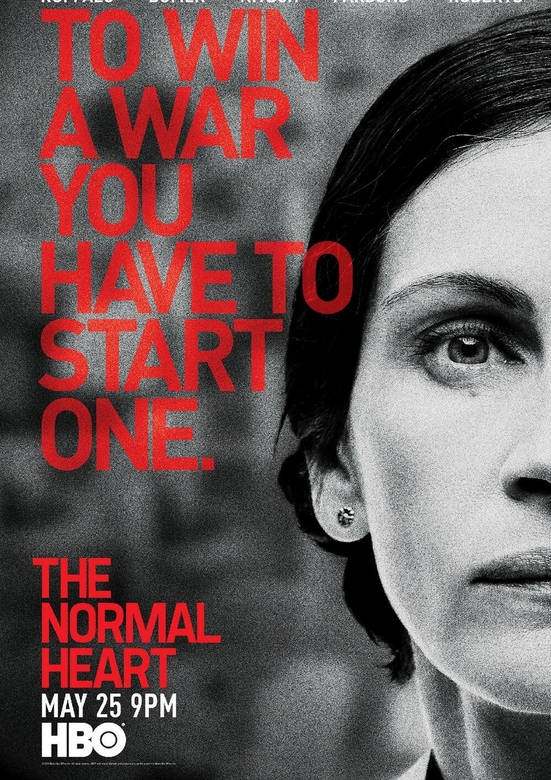 TO WIN
A WAR
YOU
HAVE TO
START
ONE.
THE
NORMAL
HEART
MAY 25 9PM
HBO